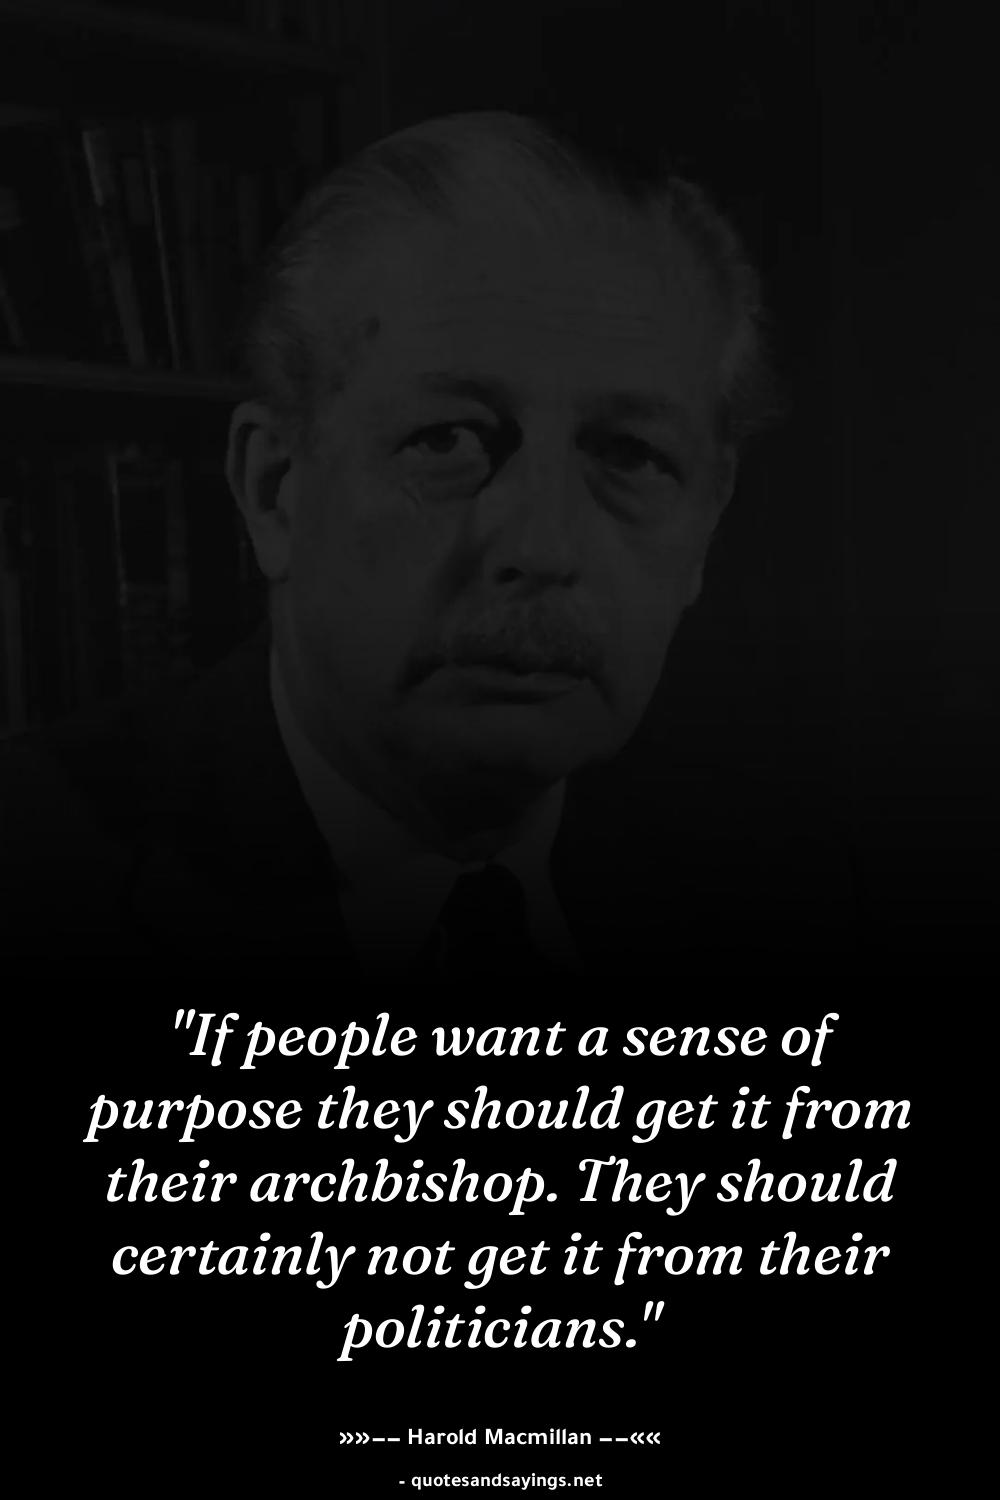 "If people want a sense of
purpose they should get it from
their archbishop. They should
certainly not get it from their
politicians."
»»–– Harold Macmillan ––««
- quotesandsayings.net